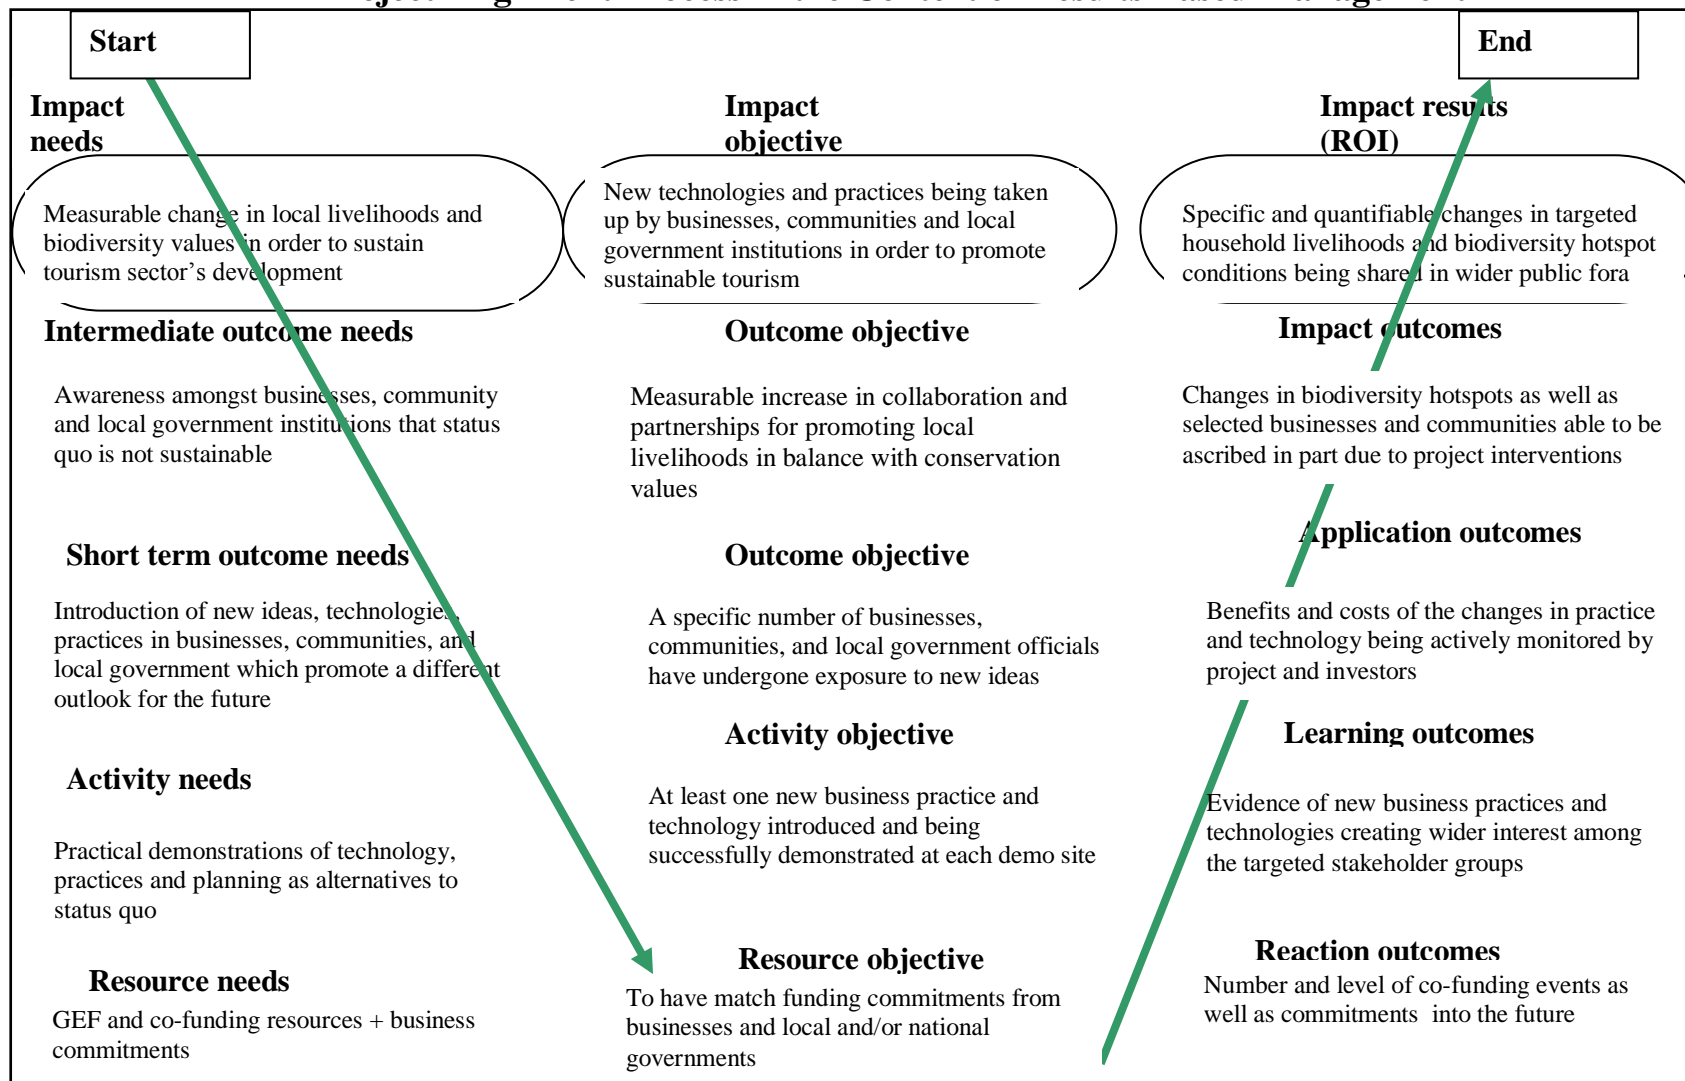 Start
End
Impact
needs
Impact
objective
Impact results
(ROI)
Measurable change in local livelihoods and
biodiversity values in order to sustain
tourism sector’s development
New technologies and practices being taken
up by businesses, communities and local
government institutions in order to promote
sustainable tourism
Specific and quantifiable changes in targeted
household livelihoods and biodiversity hotspot
conditions being shared in wider public fora
Intermediate outcome needs
Outcome objective
Impact outcomes
Awareness amongst businesses, community
and local government institutions that status
quo is not sustainable
Measurable increase in collaboration and
partnerships for promoting local
livelihoods in balance with conservation
values
Changes in biodiversity hotspots as well as
selected businesses and communities able to be
ascribed in part due to project interventions
Short term outcome needs
Outcome objective
Application outcomes
Introduction of new ideas, technologies,
practices in businesses, communities, and
local government which promote a different
outlook for the future
A specific number of businesses,
communities, and local government officials
have undergone exposure to new ideas
Benefits and costs of the changes in practice
and technology being actively monitored by
project and investors
Activity needs
Activity objective
Learning outcomes
Practical demonstrations of technology,
practices and planning as alternatives to
status quo
At least one new business practice and
technology introduced and being
successfully demonstrated at each demo site
Evidence of new business practices and
technologies creating wider interest among
the targeted stakeholder groups
Resource needs
Resource objective
Reaction outcomes
GEF and co-funding resources + business
commitments
To have match funding commitments from
businesses and local and/or national
governments
Number and level of co-funding events as
well as commitments into the future